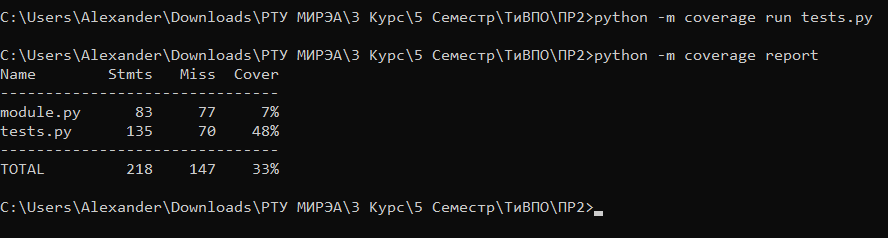 C:\Users\Alexander\Downloads\РТУ МИРЭА\3 Курс\5 Семестр\ТиВПО\ПР2>python -m coverage run tests.py
C:\Users\Alexander\Downloads\РТУ МИРЭА\3 Курс\5 Семестр\ТиВПО\ПР2>python -m coverage report
Name        Stmts   Miss  Cover
-------------------------------
module.py      83     77     7%
tests.py      135     70    48%
-------------------------------
TOTAL         218    147    33%
C:\Users\Alexander\Downloads\РТУ МИРЭА\3 Курс\5 Семестр\ТиВПО\ПР2>